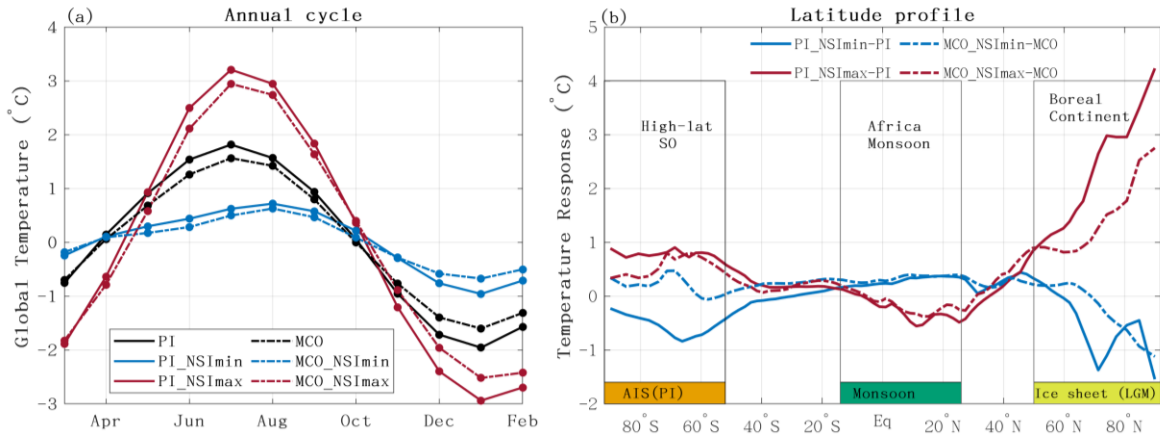 (a)
Annual cycle
Global Temperature (°C)
4
3
2
1
0
−1
−2
−3
PI
MCO
PI_NSImin
MCO_NSImin
PI_NSImax
MCO_NSImax
Apr
Jun
Aug
Oct
Dec
Feb
(b)
Latitude profile
Temperature Response (°C)
5
4
3
2
1
0
−1
−2
PI_NSImin-PI
MCO_NSImin-MCO
PI_NSImax-PI
MCO_NSImax-MCO
High-lat
SO
Africa
Monsoon
Boreal
Continent
AIS(PI)
Monsoon
Ice sheet (LGM)
80°S
60°S
40°S
20°S
Eq
20°N
40°N
60°N
80°N